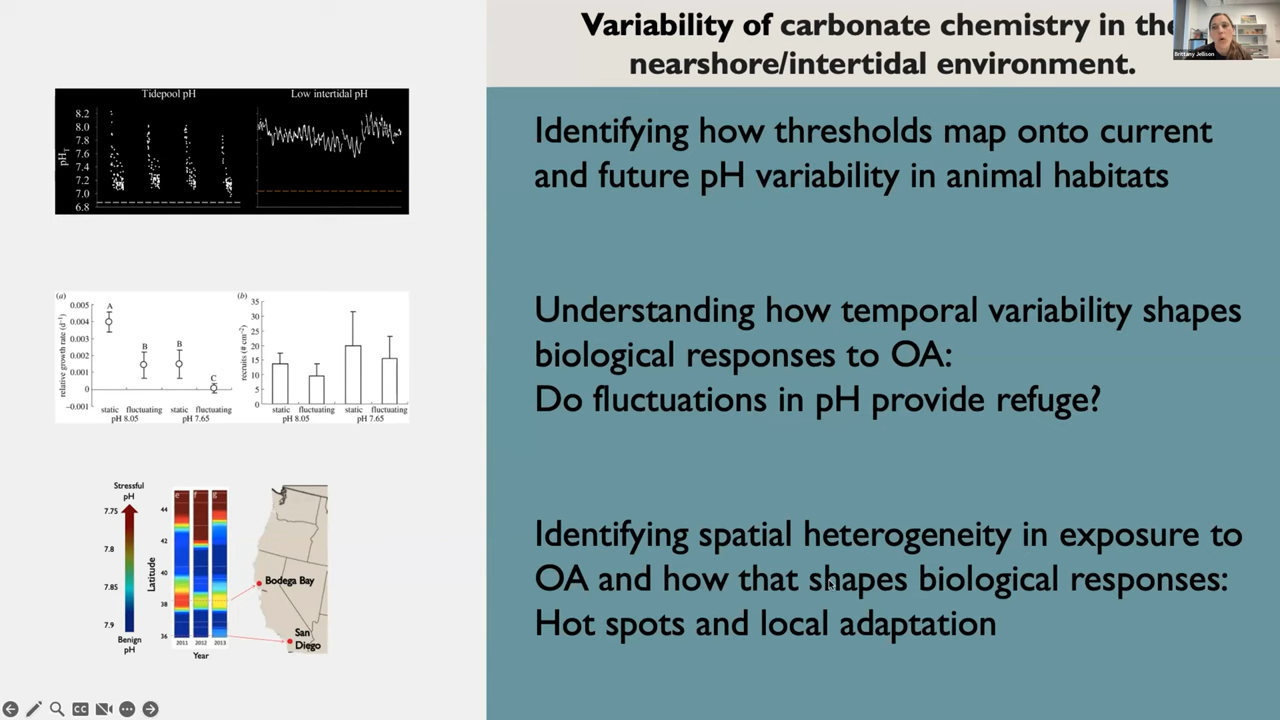 Variability of carbonate chemistry in the
nearshore/intertidal environment.
Brittany Jellison
Tidepool pH
Low intertidal pH
pHT
8.2
8.0
7.8
7.6
7.4
7.2
7.0
6.8
Identifying how thresholds map onto current
and future pH variability in animal habitats
(a)
relative growth rate (d⁻¹)
0.005
0.004
0.003
0.002
0.001
0
−0.001
A
B
B
C
static fluctuating static fluctuating
pH 8.05 pH 7.65
(b)
recruits (# cm⁻²)
35
30
25
20
15
10
5
0
static fluctuating static fluctuating
pH 8.05 pH 7.65
Understanding how temporal variability shapes
biological responses to OA:
Do fluctuations in pH provide refuge?
Stressful
pH
7.75
7.8
7.85
7.9
Benign
pH
Latitude
44
42
40
38
36
e f g
2011 2012 2013
Year
Bodega Bay
San
Diego
Identifying spatial heterogeneity in exposure to
OA and how that shapes biological responses:
Hot spots and local adaptation
CC